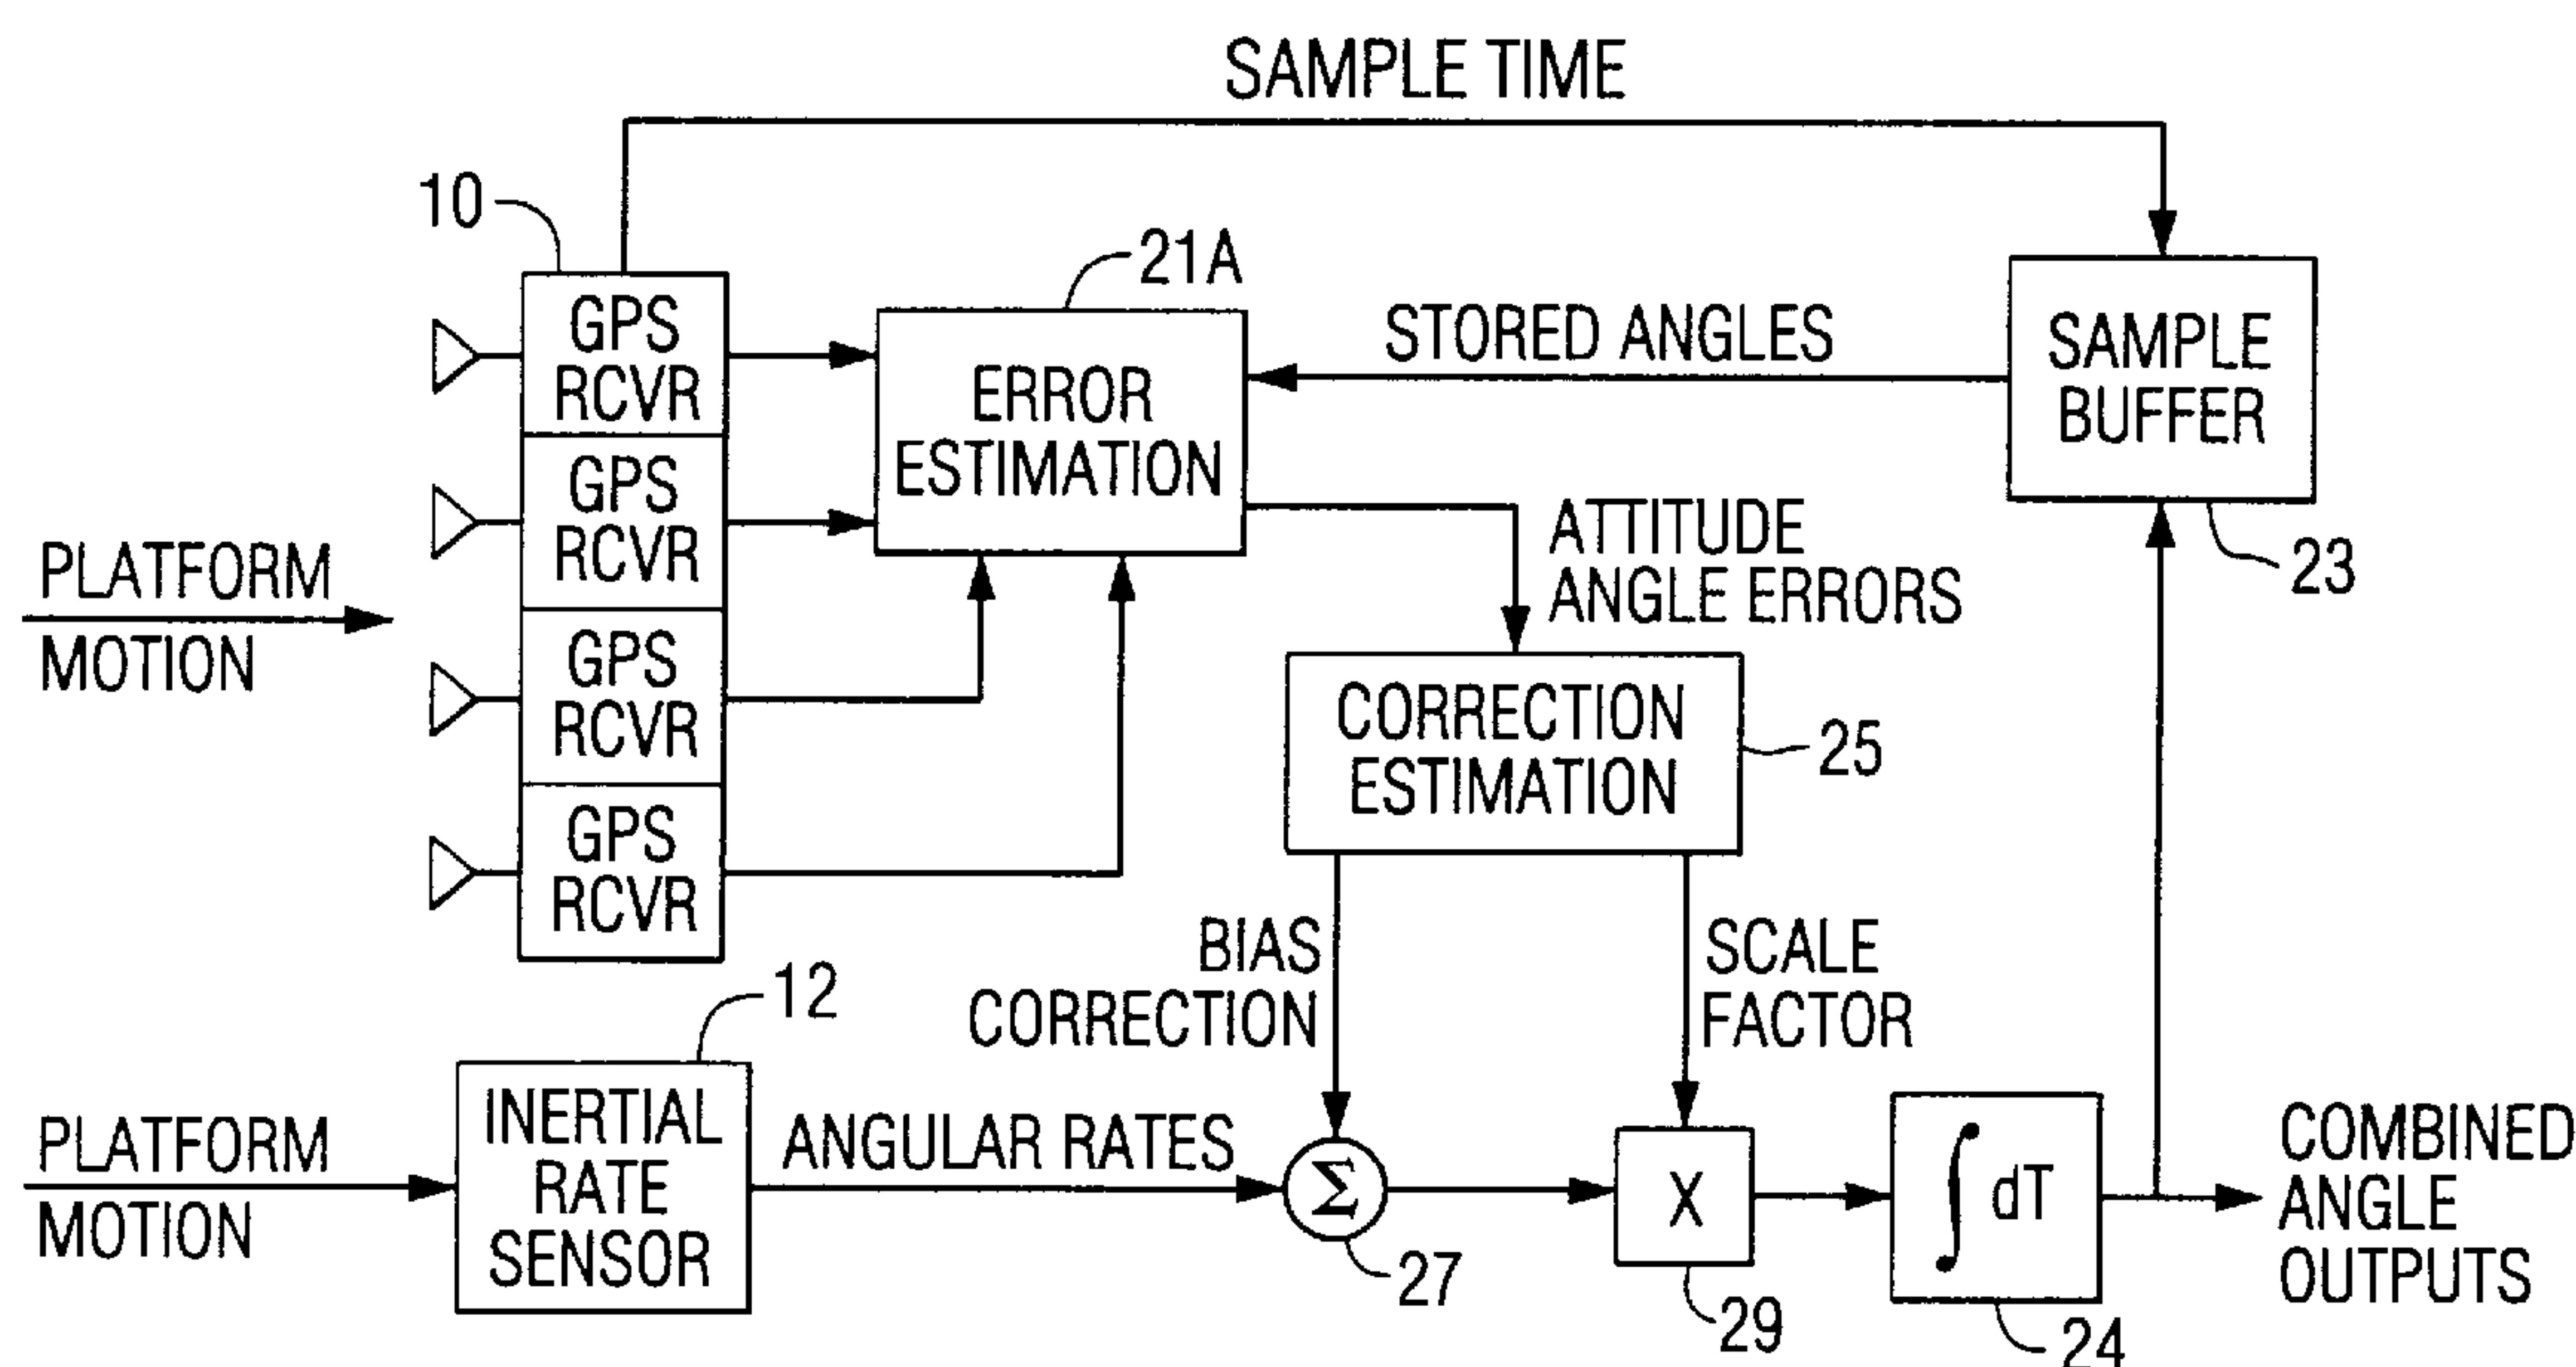 SAMPLE TIME
10
GPS
RCVR
GPS
RCVR
GPS
RCVR
GPS
RCVR
21A
ERROR
ESTIMATION
STORED ANGLES
SAMPLE
BUFFER
23
PLATFORM
MOTION
ATTITUDE
ANGLE ERRORS
CORRECTION
ESTIMATION
25
BIAS
CORRECTION
SCALE
FACTOR
12
PLATFORM
MOTION
INERTIAL
RATE
SENSOR
ANGULAR RATES
Σ
27
X
29
∫ dT
24
COMBINED
ANGLE
OUTPUTS